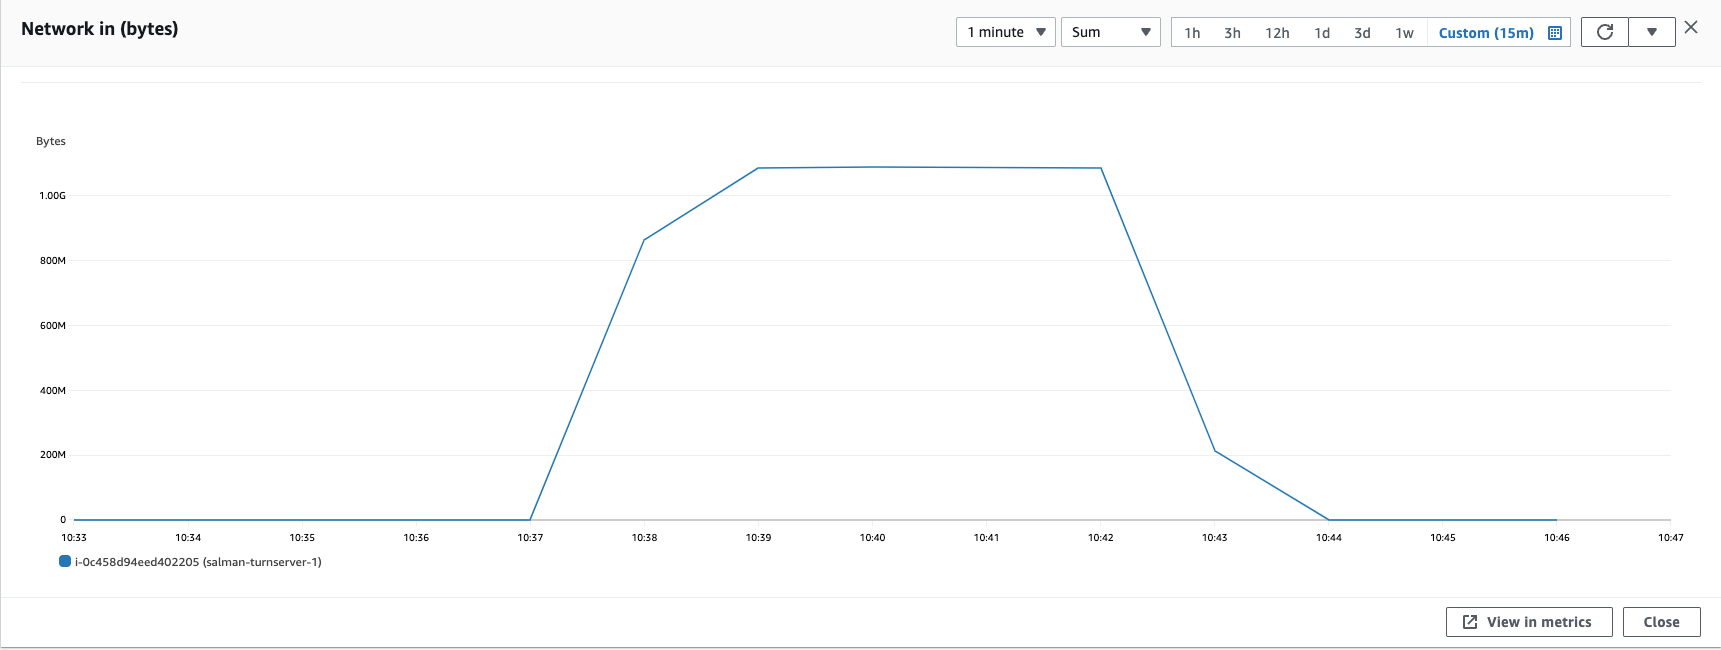 Network in (bytes)
1 minute Sum 1h 3h 12h 1d 3d 1w Custom (15m)
Bytes
1.00G
800M
600M
400M
200M
0
10:33 10:34 10:35 10:36 10:37 10:38 10:39 10:40 10:41 10:42 10:43 10:44 10:45 10:46 10:47
i-0c458d94eed402205 (salman-turnserver-1)
View in metrics Close